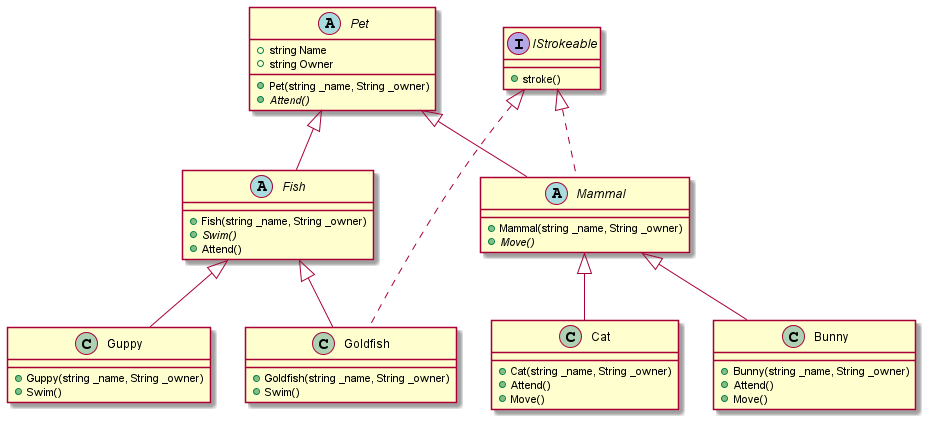 A Pet
string Name
string Owner
Pet(string _name, String _owner)
Attend()
I IStrokeable
stroke()
A Fish
Fish(string _name, String _owner)
Swim()
Attend()
A Mammal
Mammal(string _name, String _owner)
Move()
C Guppy
Guppy(string _name, String _owner)
Swim()
C Goldfish
Goldfish(string _name, String _owner)
Swim()
C Cat
Cat(string _name, String _owner)
Attend()
Move()
C Bunny
Bunny(string _name, String _owner)
Attend()
Move()